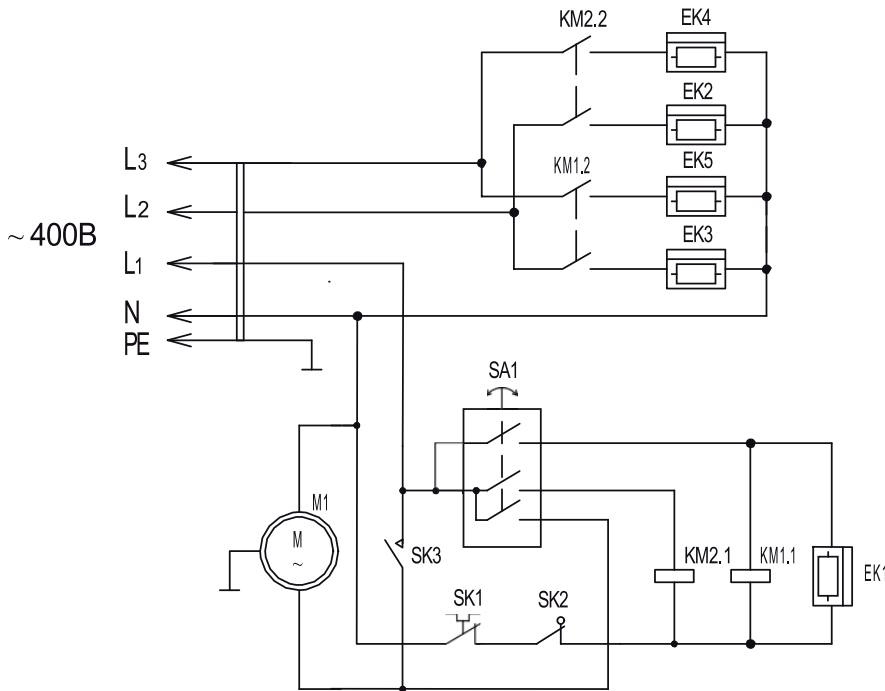 KM2.2
EK4
EK2
L3
KM1.2
EK5
L2
~400В
EK3
L1
N
PE
SA1
M1
M
~
SK3
KM2.1
KM1.1
EK1
SK1
SK2